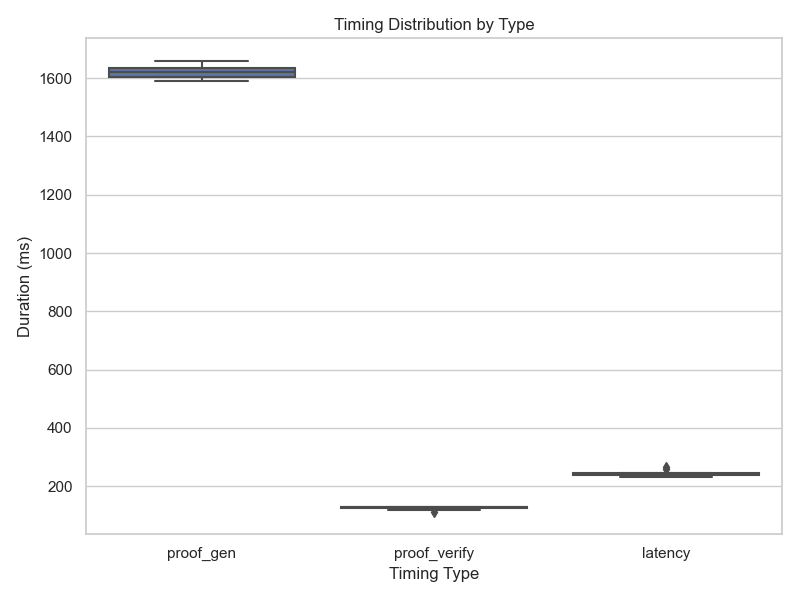 Timing Distribution by Type
Duration (ms)
1600
1400
1200
1000
800
600
400
200
proof_gen
proof_verify
latency
Timing Type